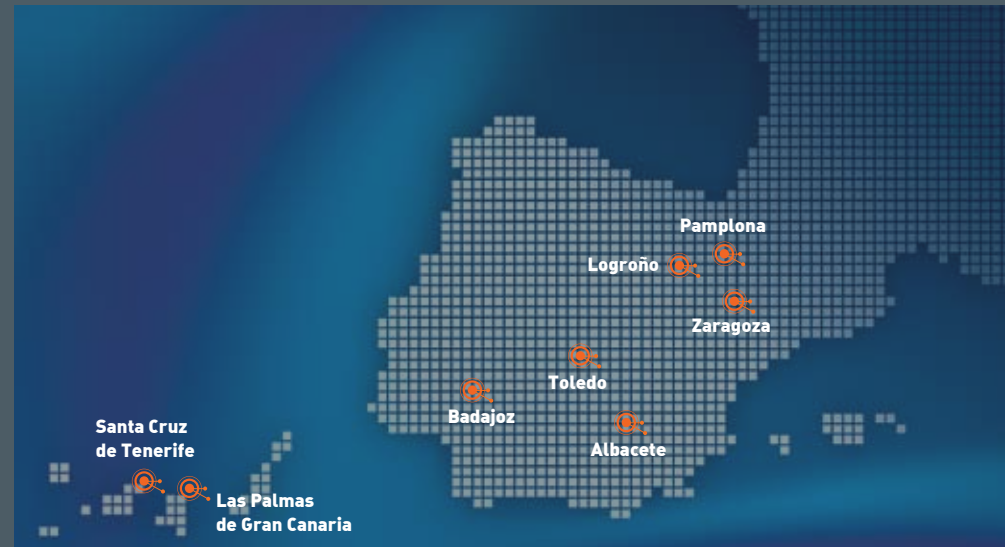 Pamplona
Logroño
Zaragoza
Toledo
Badajoz
Albacete
Santa Cruz
de Tenerife
Las Palmas
de Gran Canaria